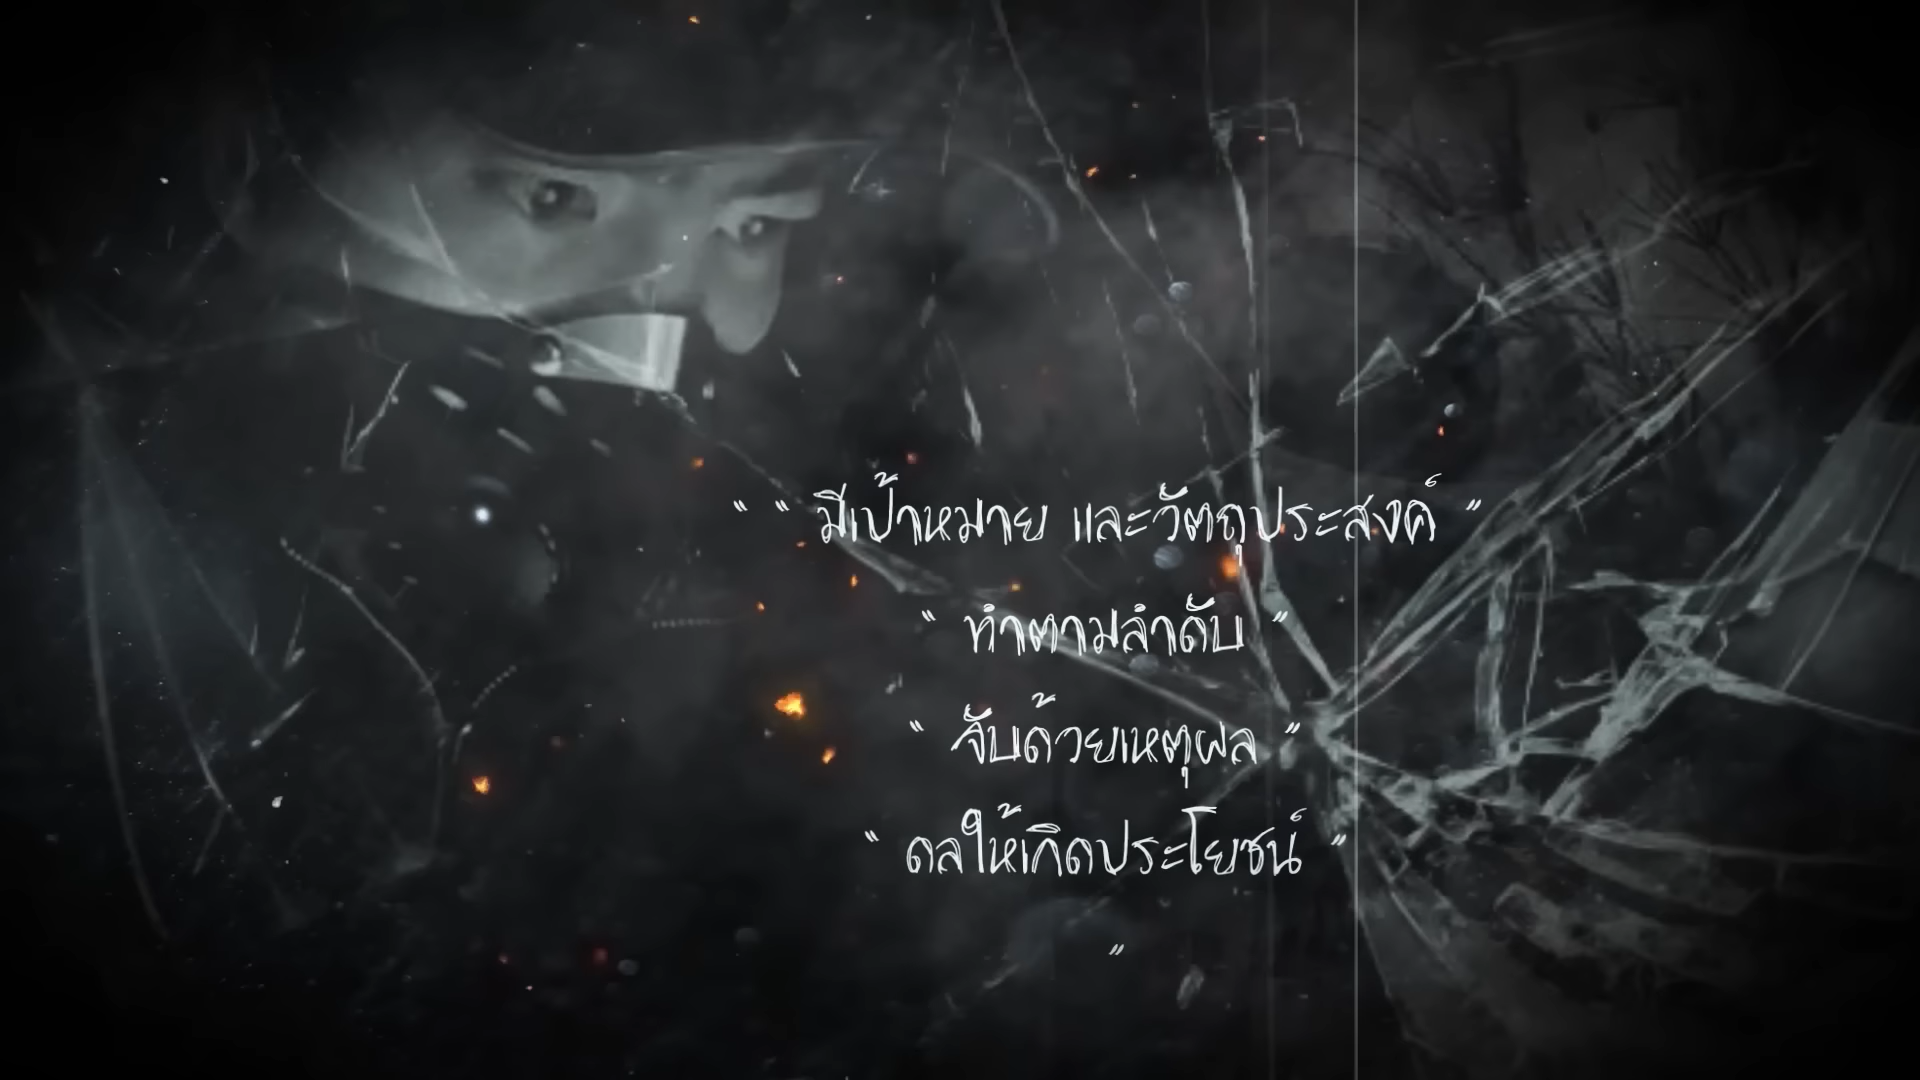 “ “ มีเป้าหมาย และวัตถุประสงค์ ”
“ ทำตามลำดับ ”
“ จับด้วยเหตุผล ”
“ ดลให้เกิดประโยชน์ ”
”